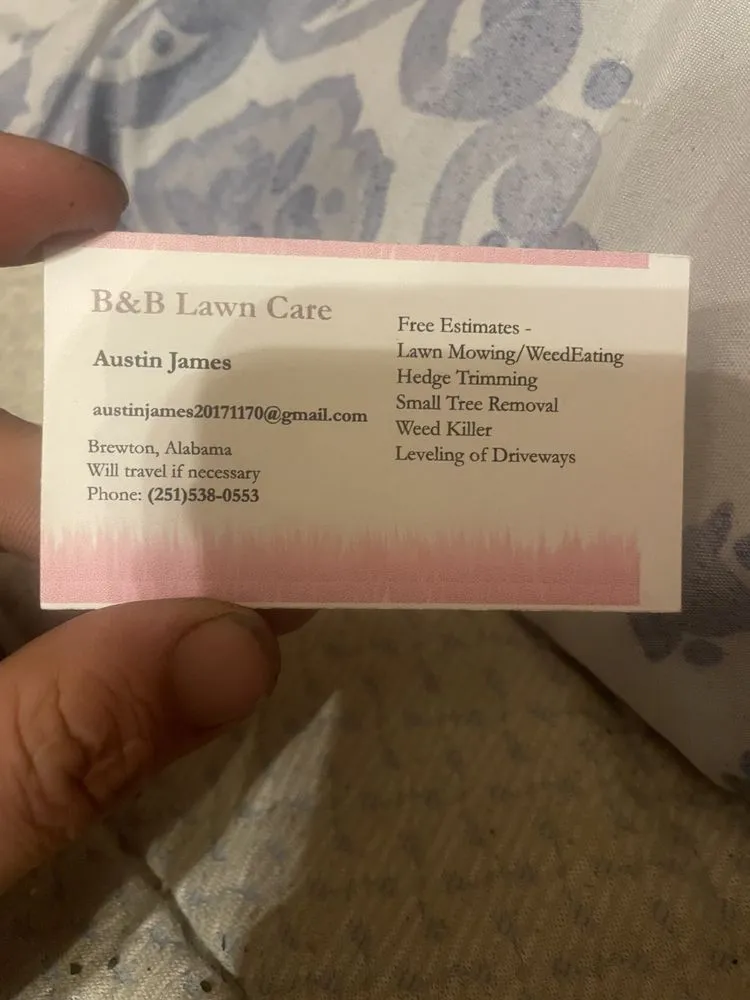 B&B Lawn Care
Austin James
austinjames20171170@gmail.com
Brewton, Alabama
Will travel if necessary
Phone: (251)538-0553
Free Estimates -
Lawn Mowing/WeedEating
Hedge Trimming
Small Tree Removal
Weed Killer
Leveling of Driveways